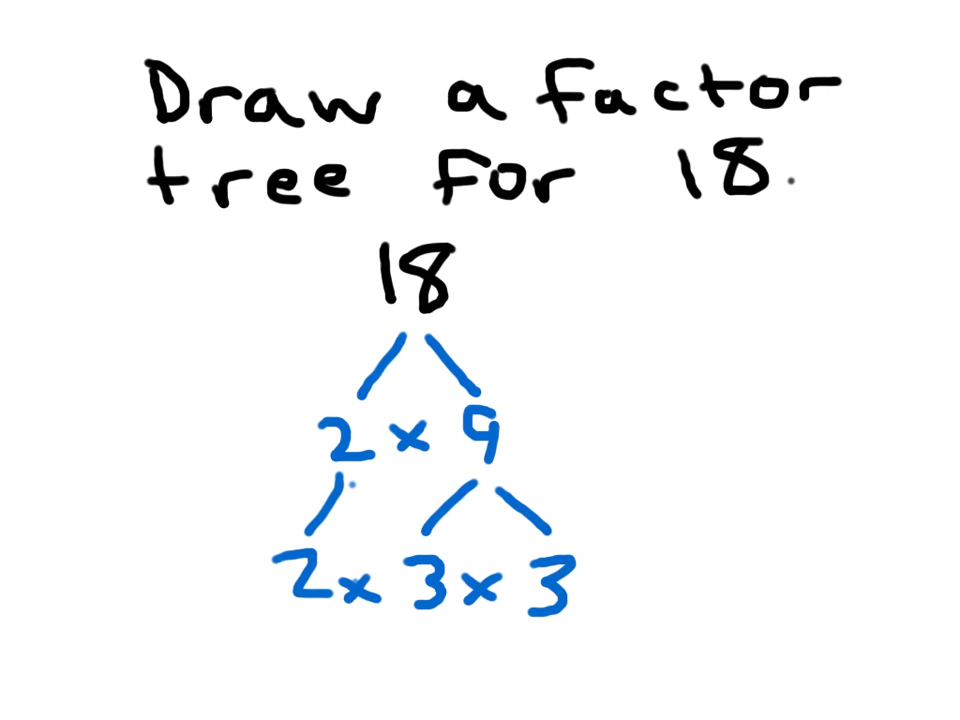 Draw a factor
tree for 18.
18
2 × 9
2 × 3 × 3